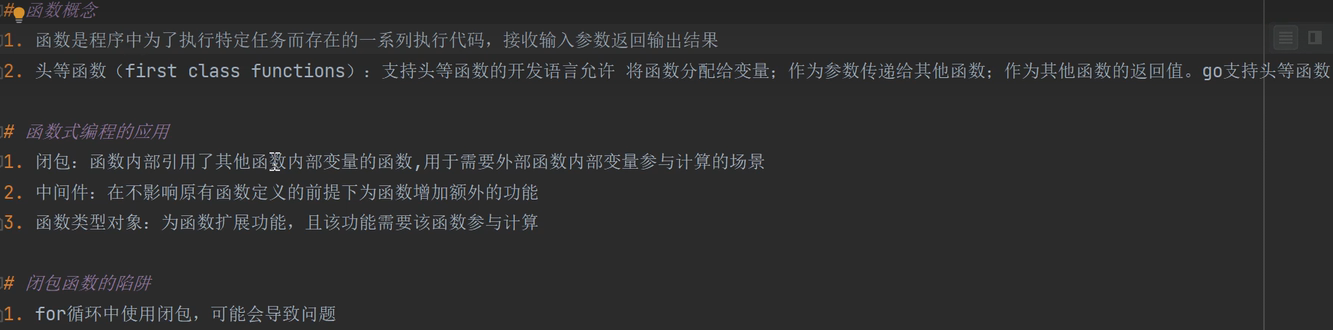 # 函数概念
1. 函数是程序中为了执行特定任务而存在的一系列执行代码，接收输入参数返回输出结果
2. 头等函数（first class functions）：支持头等函数的开发语言允许 将函数分配给变量；作为参数传递给其他函数；作为其他函数的返回值。go支持头等函数
# 函数式编程的应用
1. 闭包：函数内部引用了其他函数内部变量的函数,用于需要外部函数内部变量参与计算的场景
2. 中间件：在不影响原有函数定义的前提下为函数增加额外的功能
3. 函数类型对象：为函数扩展功能，且该功能需要该函数参与计算
# 闭包函数的陷阱
1. for循环中使用闭包，可能会导致问题